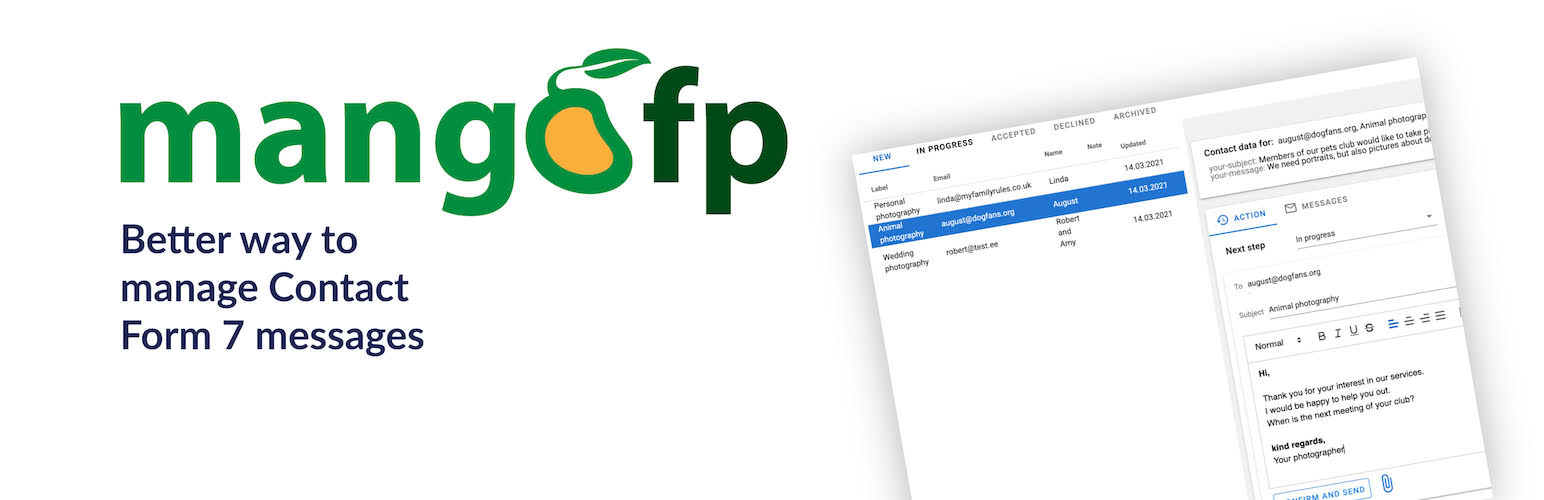 mangofp
Better way to
manage Contact
Form 7 messages
NEW IN PROGRESS ACCEPTED DECLINED ARCHIVED
Label Email Name Note Updated
Personal
photography linda@myfamilyrules.co.uk Linda 14.03.2021
Animal
photography august@dogfans.org August 14.03.2021
Wedding
photography robert@test.ee Robert
and
Amy 14.03.2021
Contact data for: august@dogfans.org, Animal photograp
your-subject: Members of our pets club would like to take
your-message: We need portraits, but also pictures about
ACTION MESSAGES
Next step In progress
To august@dogfans.org
Subject Animal photography
Normal B I U S
Hi,
Thank you for your interest in our services.
I would be happy to help you out.
When is the next meeting of your club?
kind regards,
Your photographer
NFIRM AND SEND